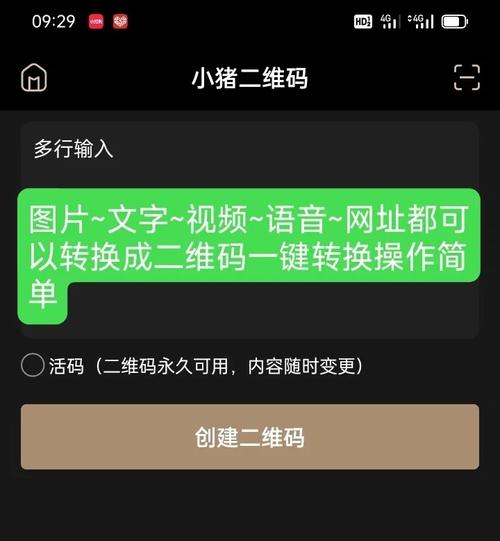 09:29
HD 4G 4G
小猪二维码
多行输入
图片~文字~视频~语音~网址都可
以转换成二维码一键转换操作简
单
活码（二维码永久可用，内容随时变更）
创建二维码